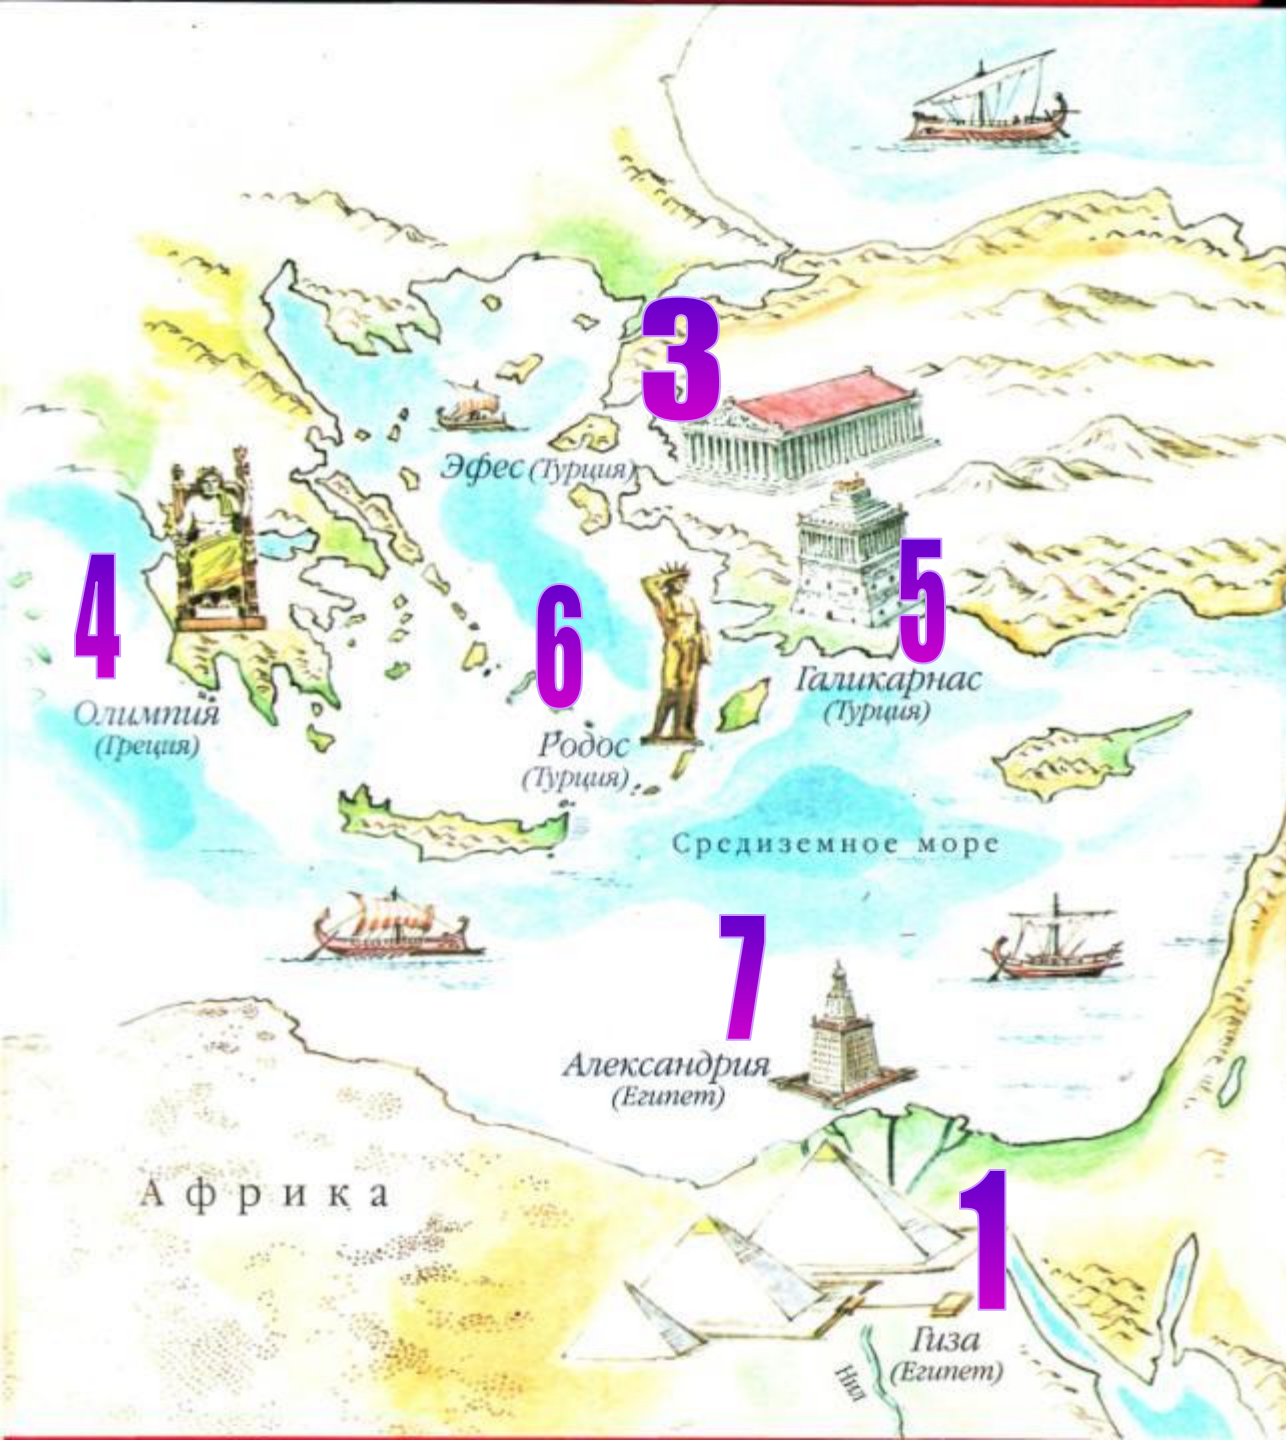 3
Эфес (Турция)
4
5
6
Галикарнас
(Турция)
Олимпия
(Греция)
Родос
(Турция)
Средиземное море
7
Александрия
(Египет)
Африка
1
Гиза
(Египет)
Нил